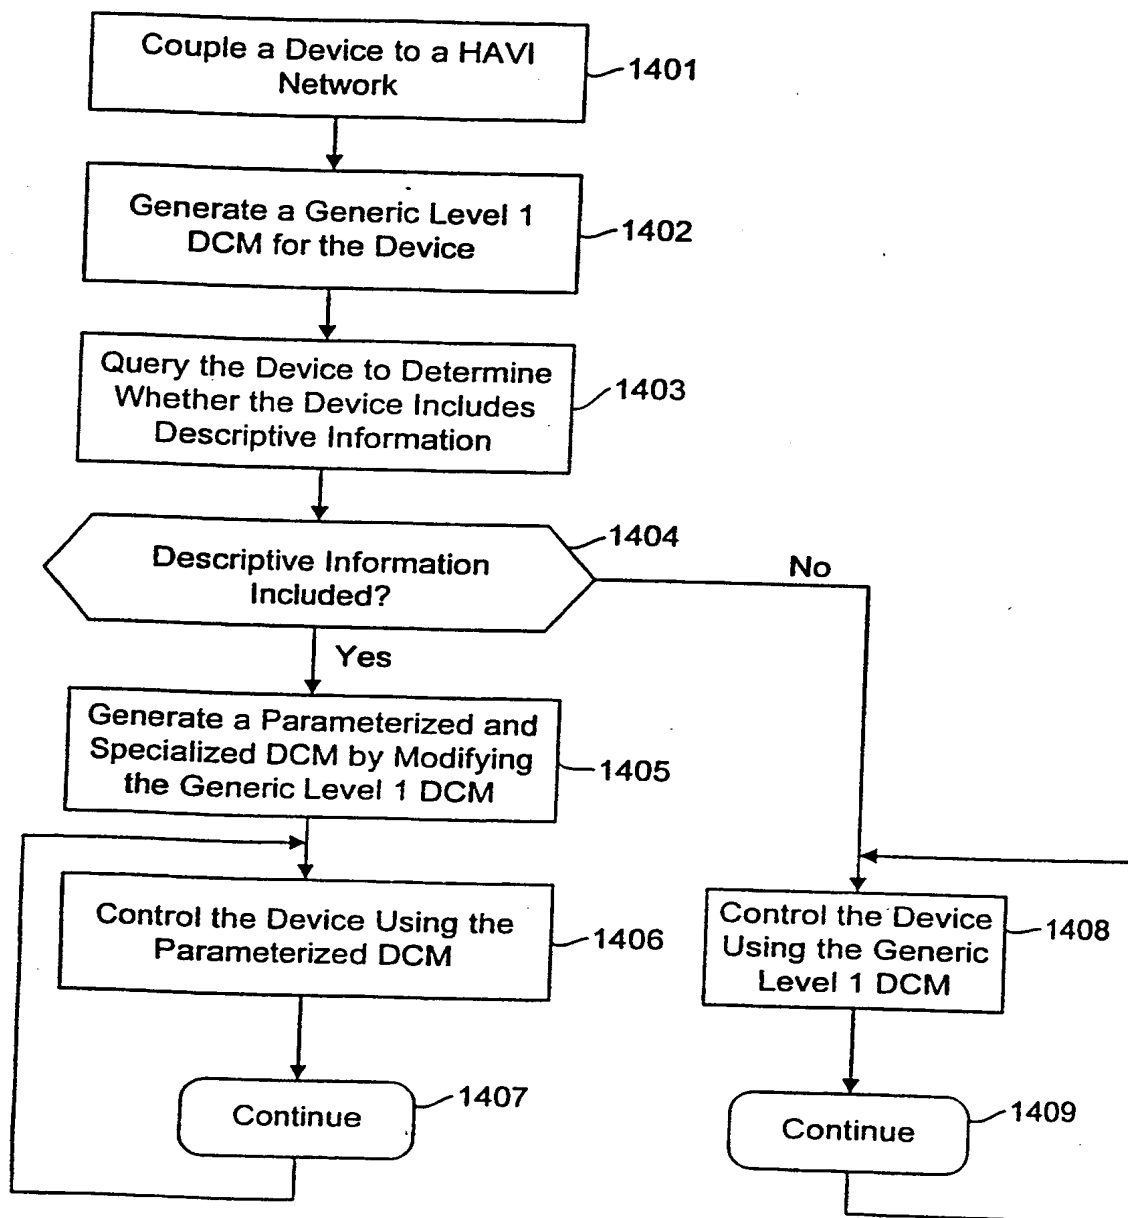 Couple a Device to a HAVI
Network
1401
Generate a Generic Level 1
DCM for the Device
1402
Query the Device to Determine
Whether the Device Includes
Descriptive Information
1403
Descriptive Information
Included?
1404
No
Yes
Generate a Parameterized and
Specialized DCM by Modifying
the Generic Level 1 DCM
1405
Control the Device Using the
Parameterized DCM
1406
Control the Device
Using the Generic
Level 1 DCM
1408
Continue
1407
Continue
1409